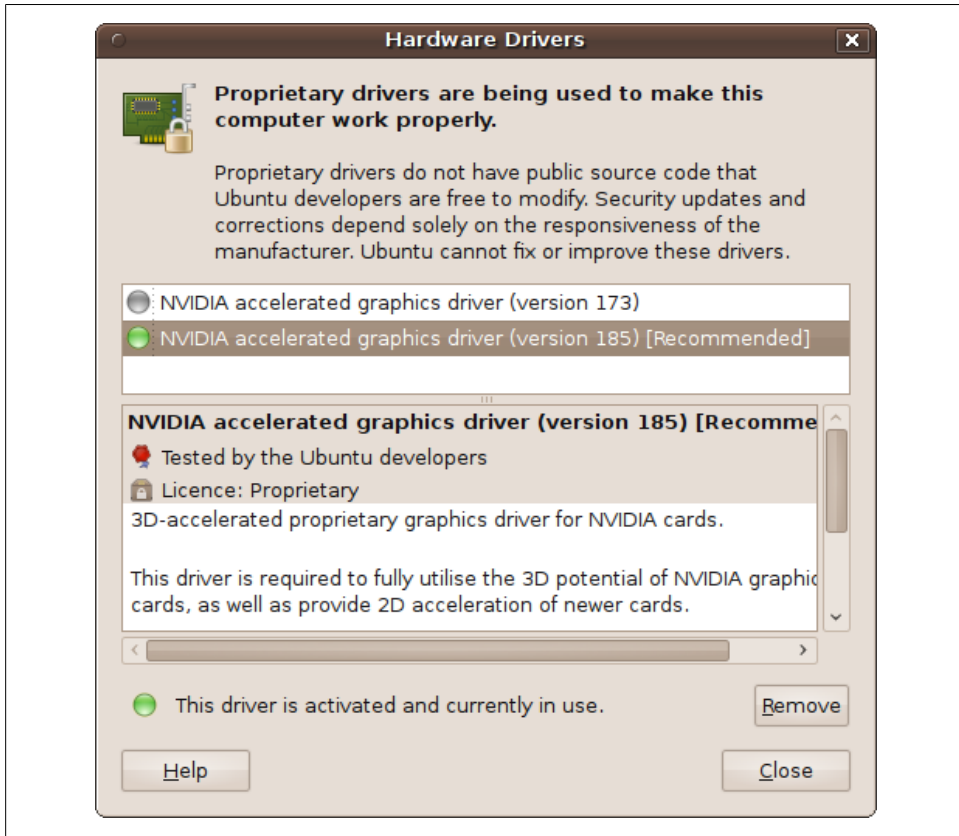 Hardware Drivers
Proprietary drivers are being used to make this
computer work properly.
Proprietary drivers do not have public source code that
Ubuntu developers are free to modify. Security updates and
corrections depend solely on the responsiveness of the
manufacturer. Ubuntu cannot fix or improve these drivers.
NVIDIA accelerated graphics driver (version 173)
NVIDIA accelerated graphics driver (version 185) [Recommended]
NVIDIA accelerated graphics driver (version 185) [Recomme
Tested by the Ubuntu developers
Licence: Proprietary
3D-accelerated proprietary graphics driver for NVIDIA cards.
This driver is required to fully utilise the 3D potential of NVIDIA graphic
cards, as well as provide 2D acceleration of newer cards.
This driver is activated and currently in use.
Remove
Help
Close